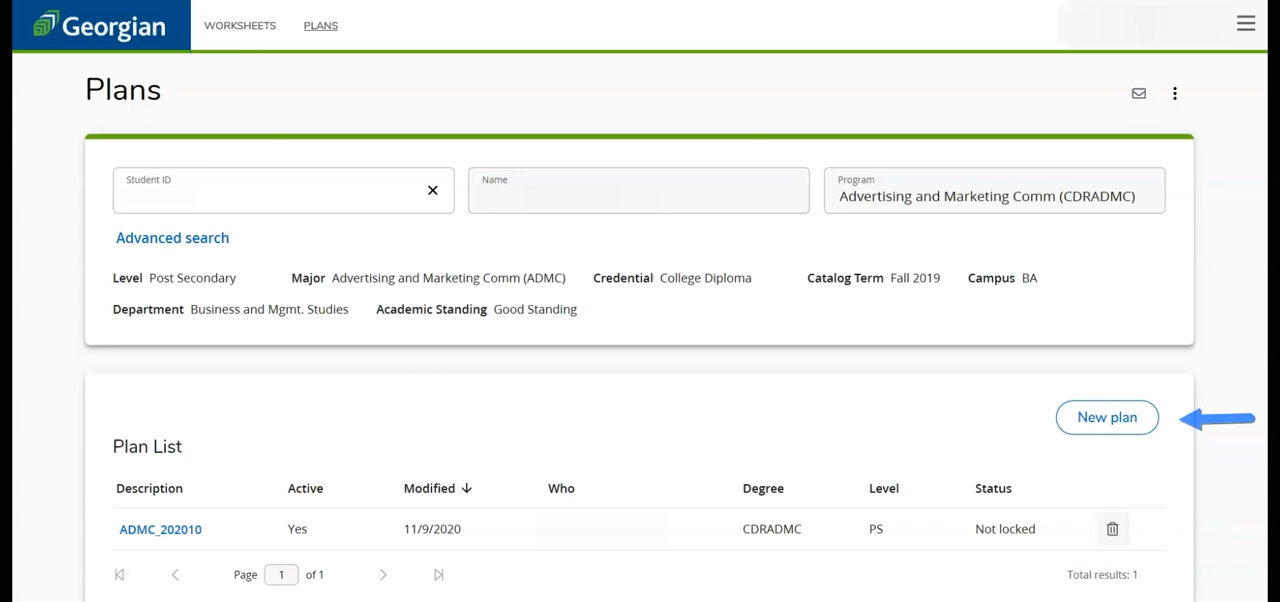 Georgian WORKSHEETS PLANS
Plans
Student ID Name Program
Advertising and Marketing Comm (CDRADMC)
Advanced search
Level Post Secondary Major Advertising and Marketing Comm (ADMC) Credential College Diploma Catalog Term Fall 2019 Campus BA
Department Business and Mgmt. Studies Academic Standing Good Standing
New plan
Plan List
Description Active Modified Who Degree Level Status
ADMC_202010 Yes 11/9/2020 CDRADMC PS Not locked
Page 1 of 1 Total results: 1